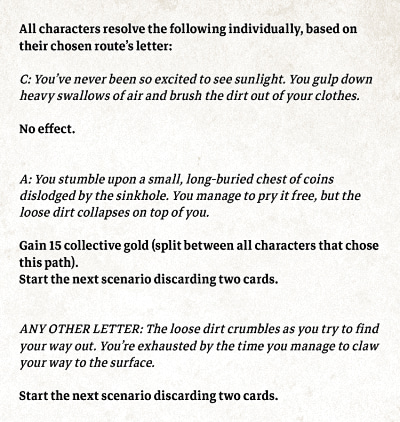 All characters resolve the following individually, based on
their chosen route's letter:
C: You've never been so excited to see sunlight. You gulp down
heavy swallows of air and brush the dirt out of your clothes.
No effect.
A: You stumble upon a small, long-buried chest of coins
dislodged by the sinkhole. You manage to pry it free, but the
loose dirt collapses on top of you.
Gain 15 collective gold (split between all characters that chose
this path).
Start the next scenario discarding two cards.
ANY OTHER LETTER: The loose dirt crumbles as you try to find
your way out. You're exhausted by the time you manage to claw
your way to the surface.
Start the next scenario discarding two cards.